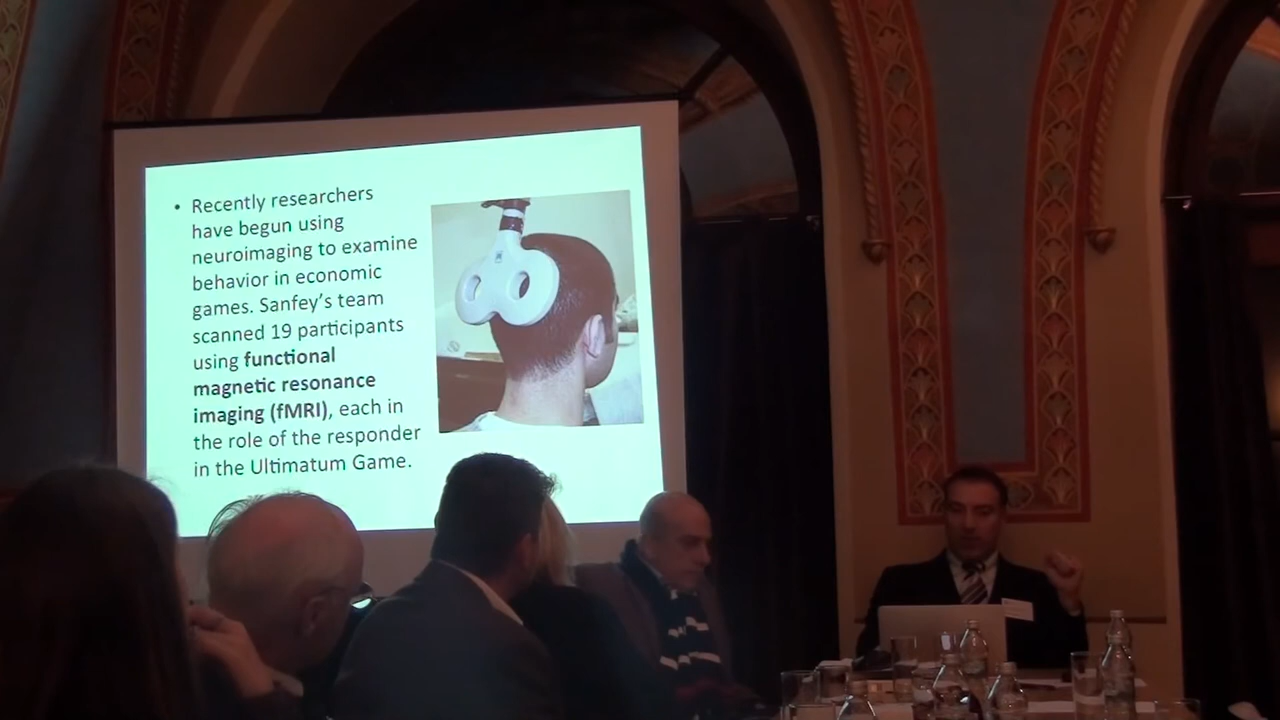 • Recently researchers
have begun using
neuroimaging to examine
behavior in economic
games. Sanfey's team
scanned 19 participants
using functional
magnetic resonance
imaging (fMRI), each in
the role of the responder
in the Ultimatum Game.